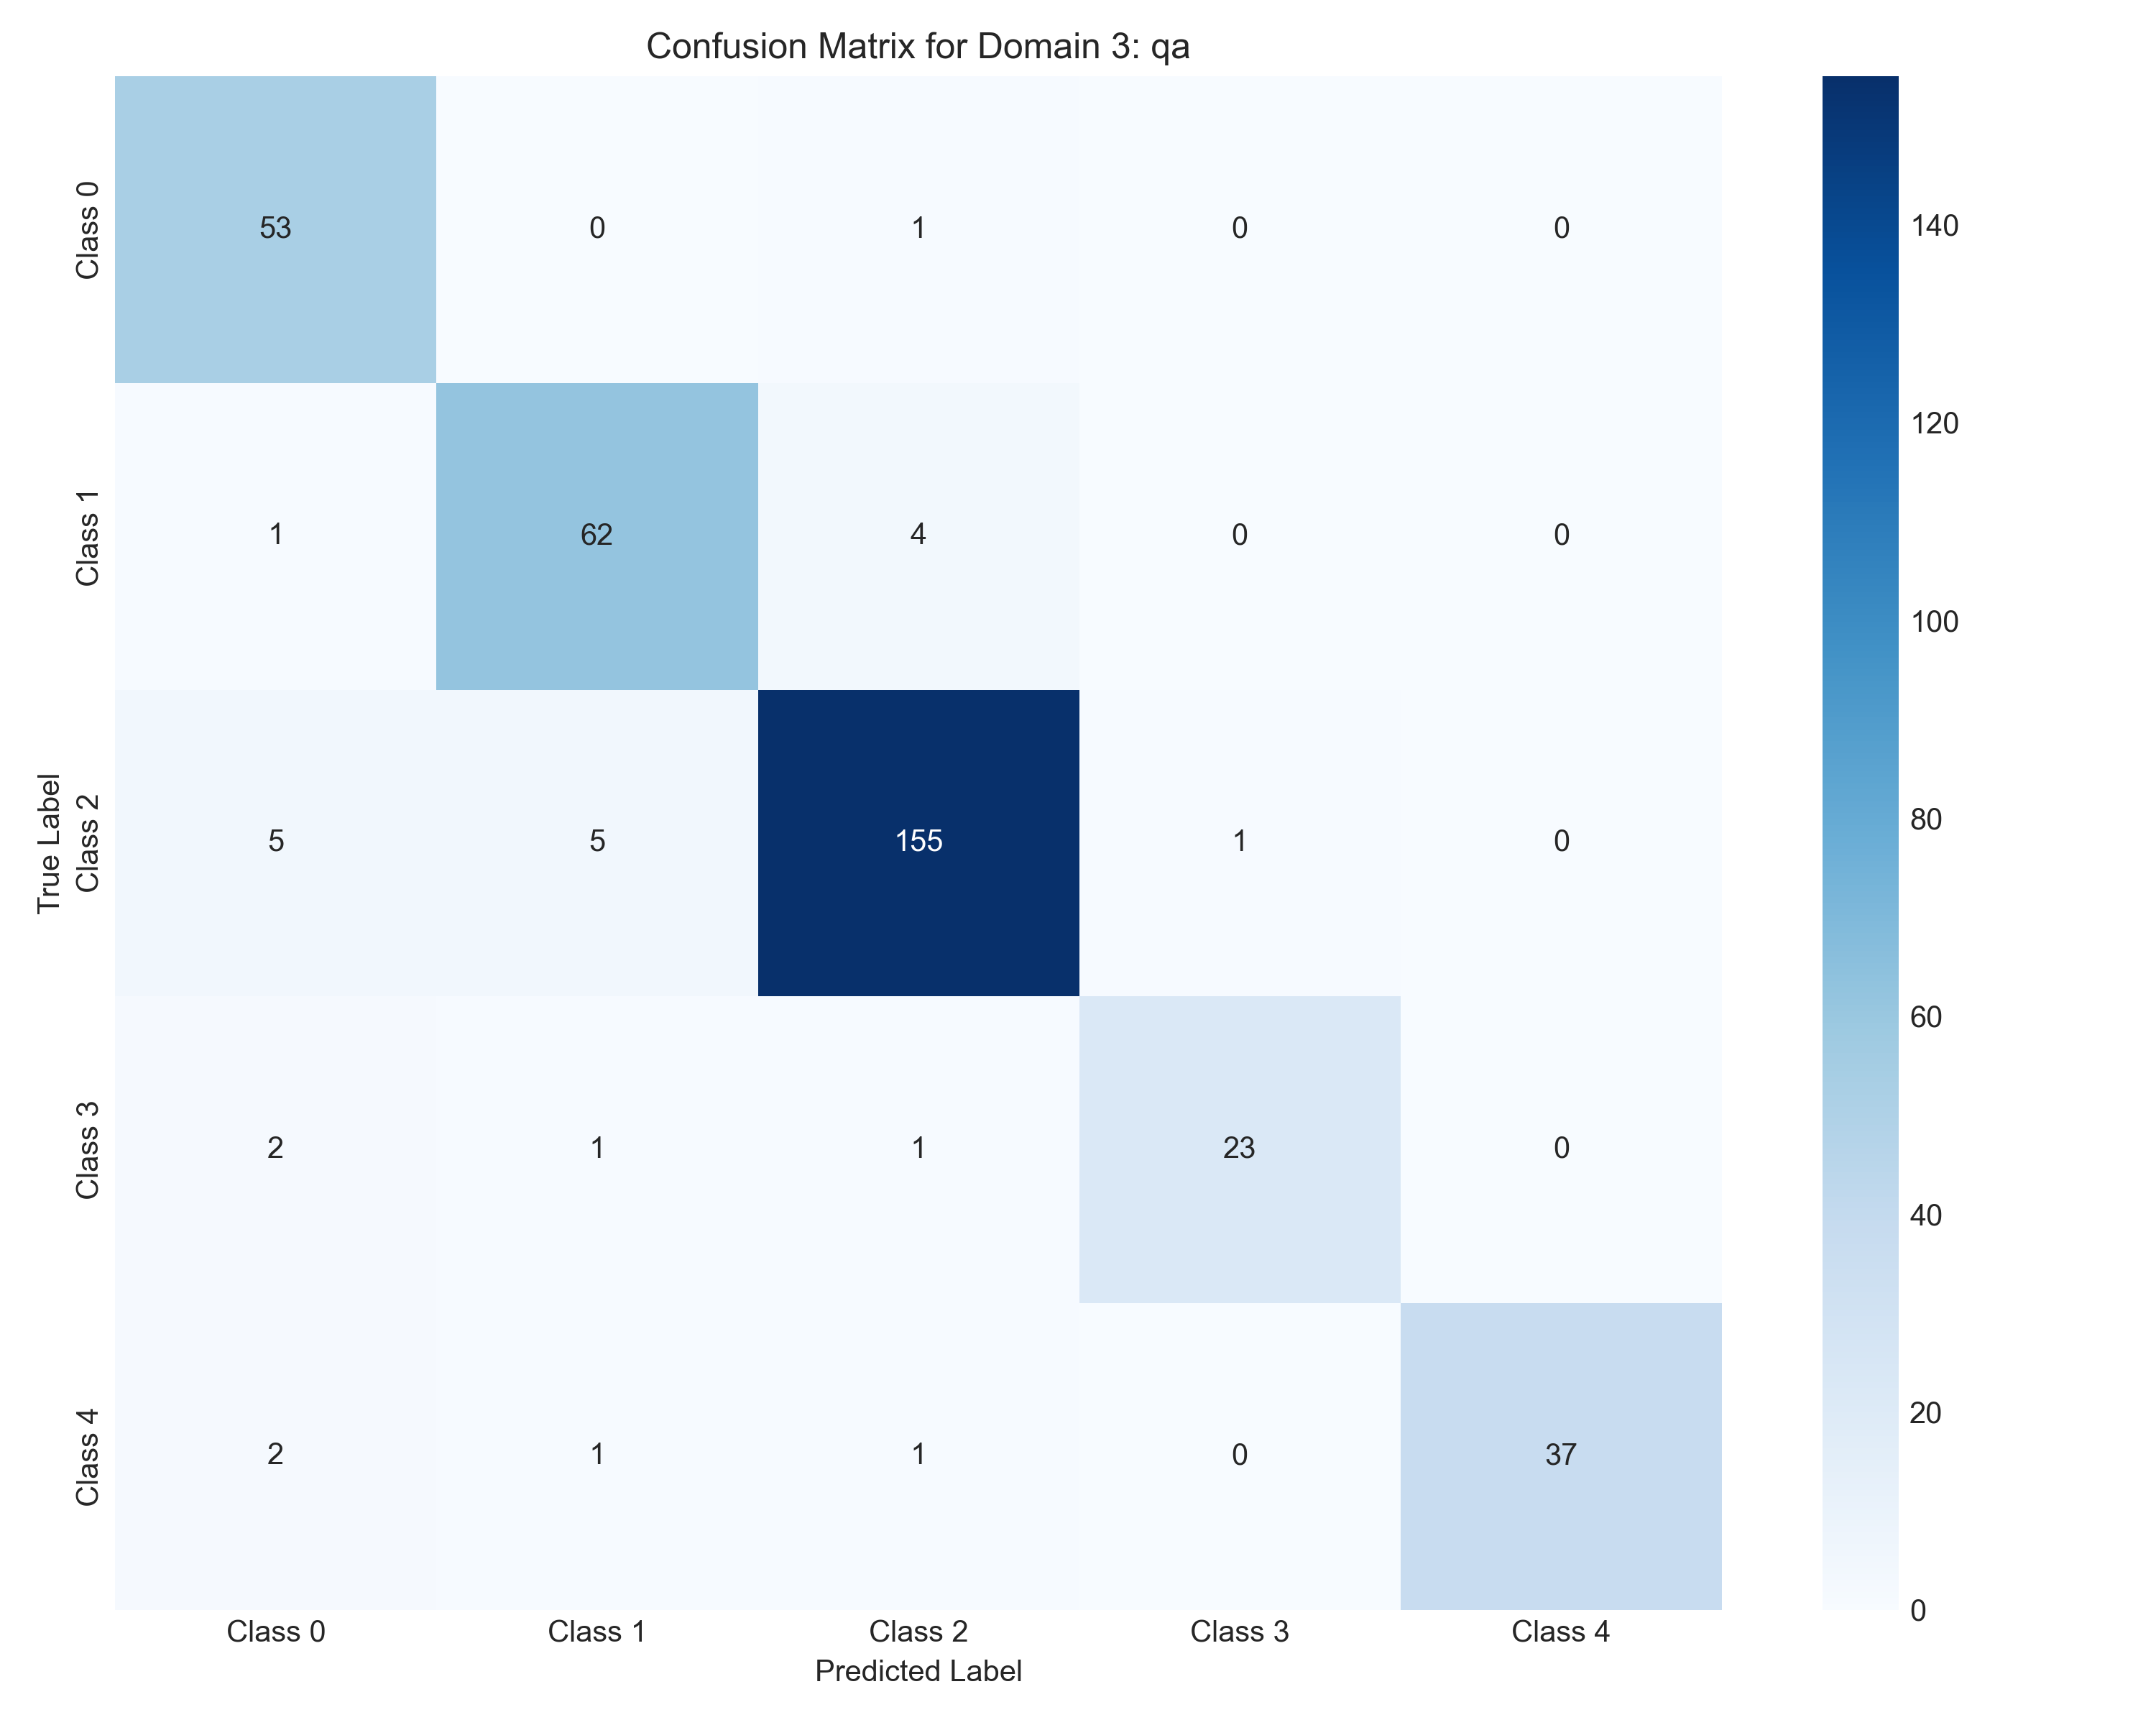 Confusion Matrix for Domain 3: qa
True Label
Class 0
53 0 1 0 0
Class 1
1 62 4 0 0
Class 2
5 5 155 1 0
Class 3
2 1 1 23 0
Class 4
2 1 1 0 37
Class 0 Class 1 Class 2 Class 3 Class 4
Predicted Label
140
120
100
80
60
40
20
0